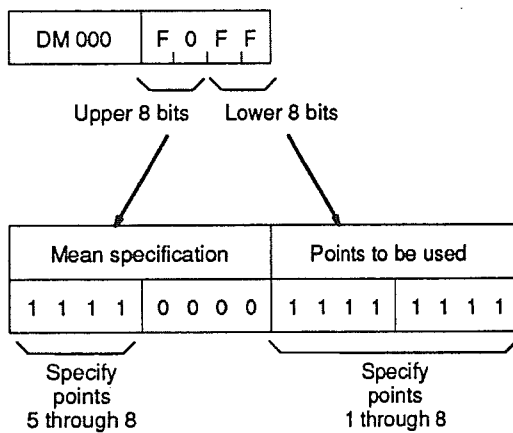 DM 000 F 0 F F
Upper 8 bits Lower 8 bits
Mean specification Points to be used
1 1 1 1 0 0 0 0 1 1 1 1 1 1 1 1
Specify Specify
points points
5 through 8 1 through 8